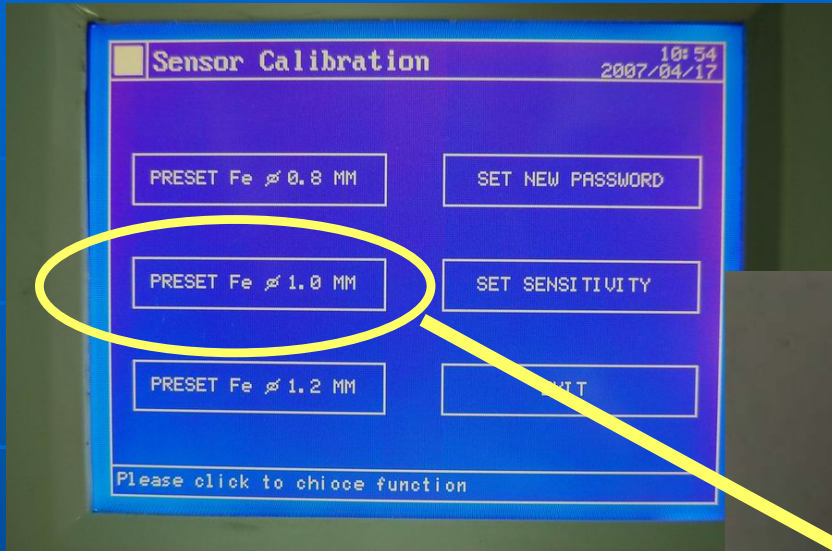 Sensor Calibration
10:54
2007/04/17
PRESET Fe ⌀ 0.8 MM
SET NEW PASSWORD
PRESET Fe ⌀ 1.0 MM
SET SENSITIVITY
PRESET Fe ⌀ 1.2 MM
EXIT
Please click to chioce function